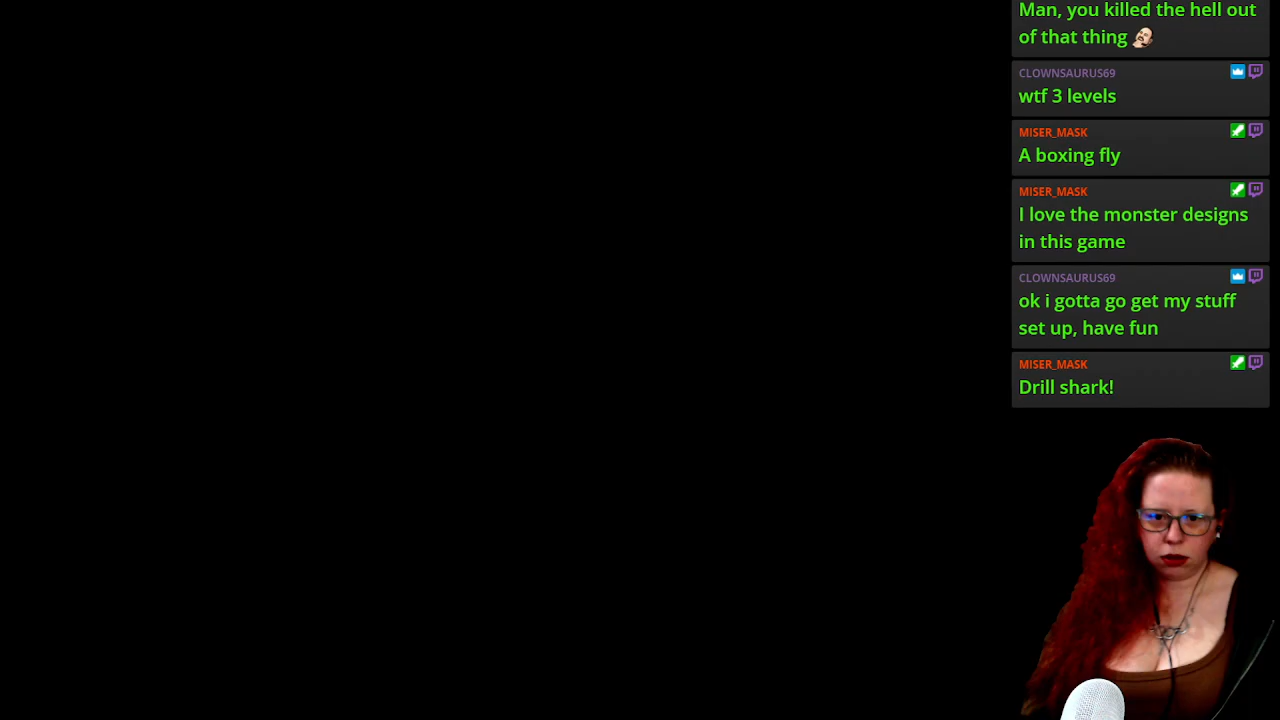 Man, you killed the hell out
of that thing
CLOWNSAURUS69
wtf 3 levels
MISER_MASK
A boxing fly
MISER_MASK
I love the monster designs
in this game
CLOWNSAURUS69
ok i gotta go get my stuff
set up, have fun
MISER_MASK
Drill shark!